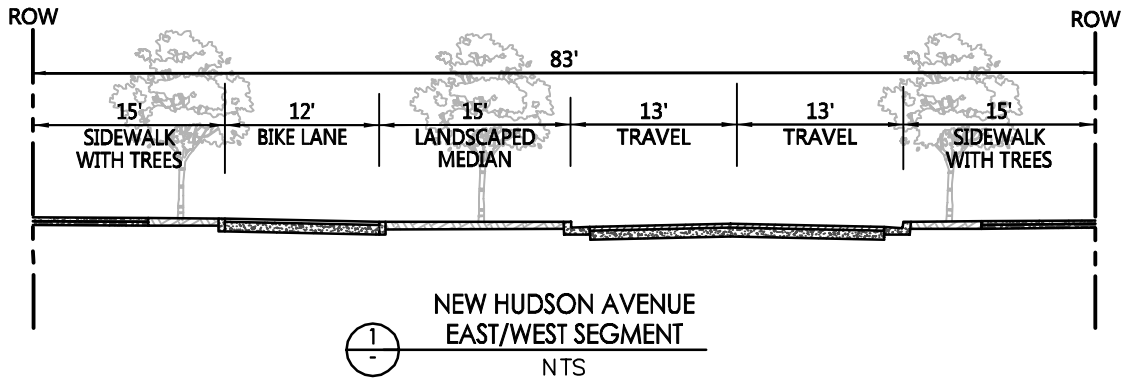 ROW
ROW
83'
15'
12'
15'
13'
13'
15'
SIDEWALK
WITH TREES
BIKE LANE
LANDSCAPED
MEDIAN
TRAVEL
TRAVEL
SIDEWALK
WITH TREES
NEW HUDSON AVENUE
EAST/WEST SEGMENT
1
-
NTS